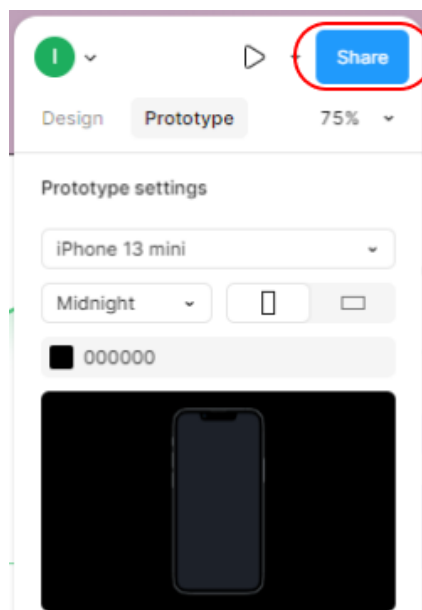 I
Share
Design Prototype 75%
Prototype settings
iPhone 13 mini
Midnight
000000